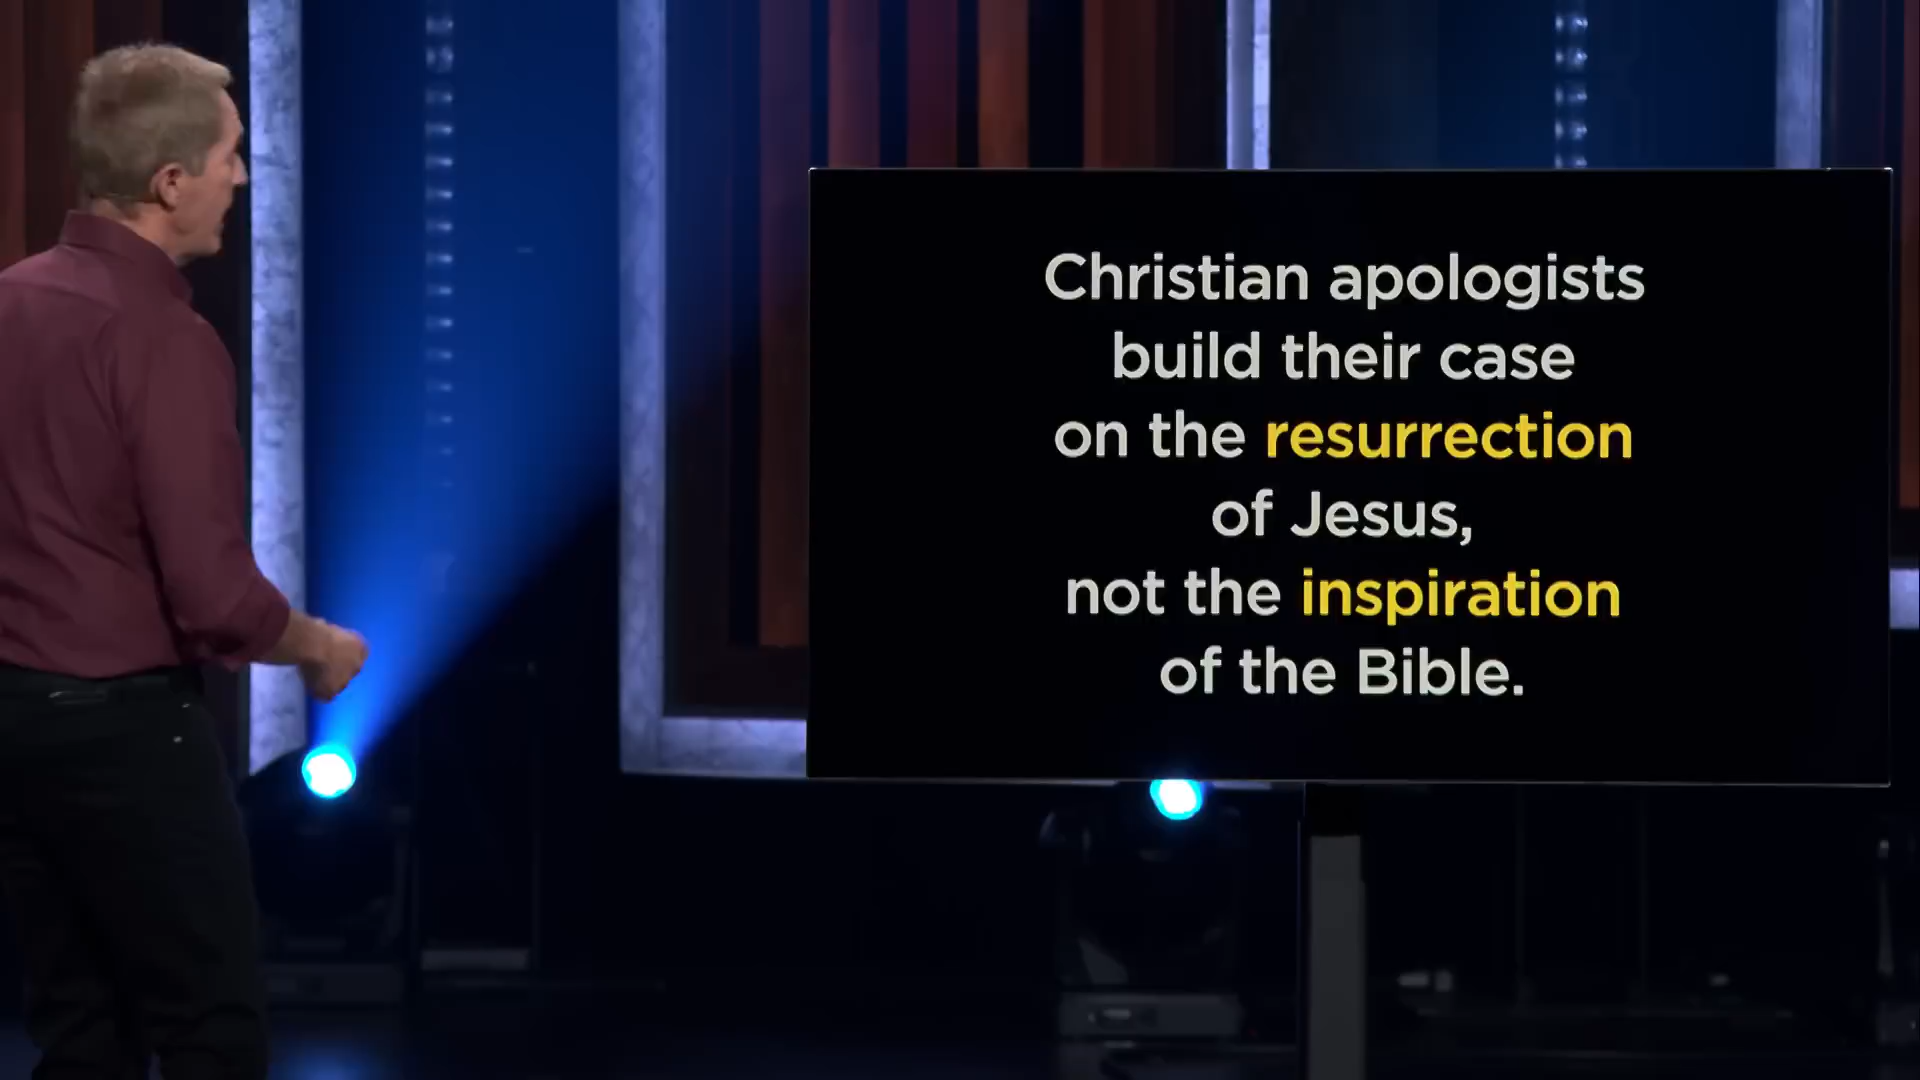 Christian apologists
build their case
on the resurrection
of Jesus,
not the inspiration
of the Bible.